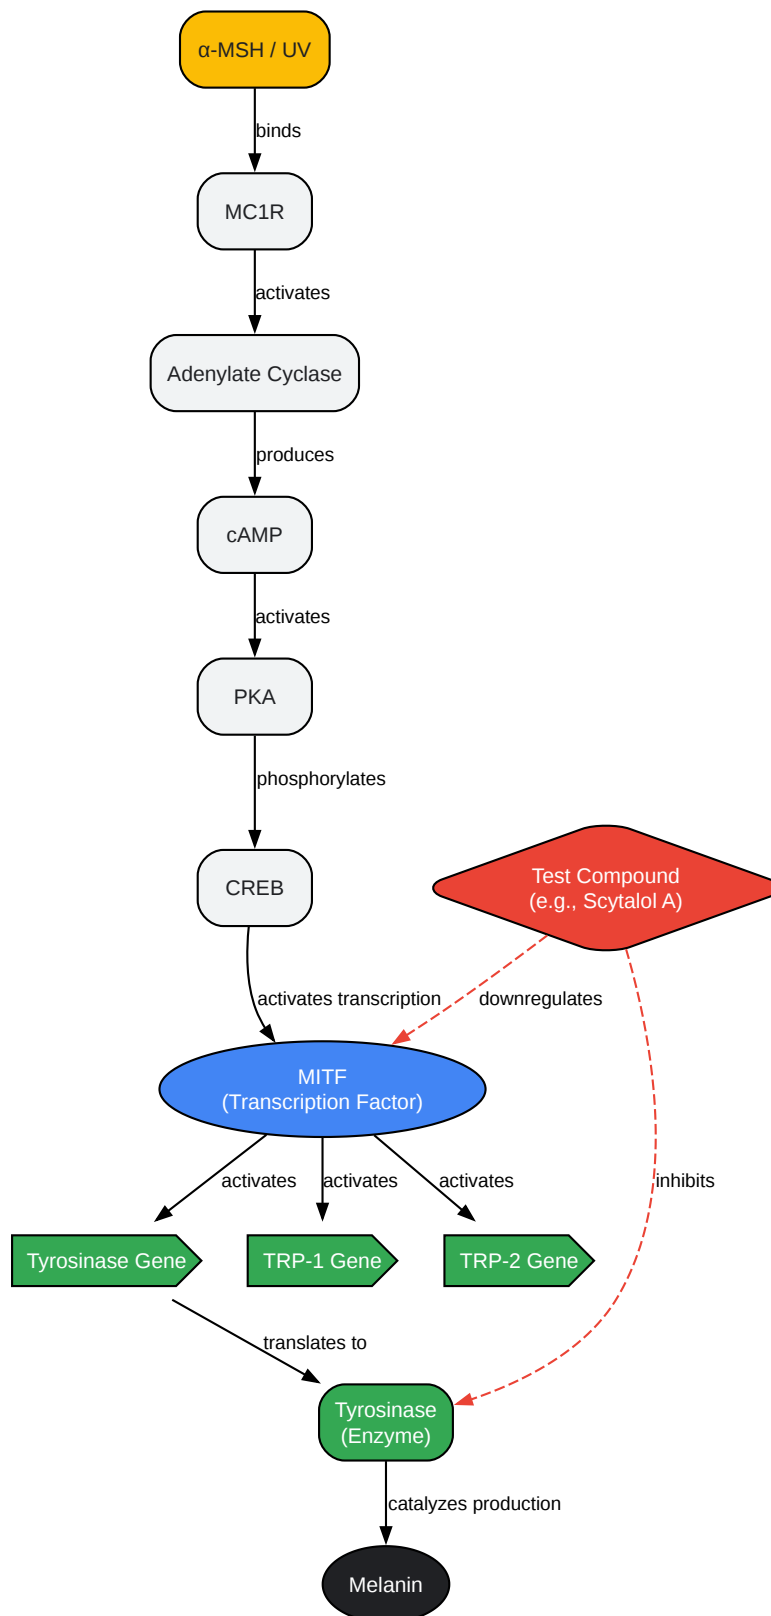 α-MSH / UV
binds
MC1R
activates
Adenylate Cyclase
produces
cAMP
activates
PKA
phosphorylates
CREB
Test Compound
(e.g., Scytalol A)
activates transcription
downregulates
MITF
(Transcription Factor)
activates
activates
activates
inhibits
Tyrosinase Gene
TRP-1 Gene
TRP-2 Gene
translates to
Tyrosinase
(Enzyme)
catalyzes production
Melanin